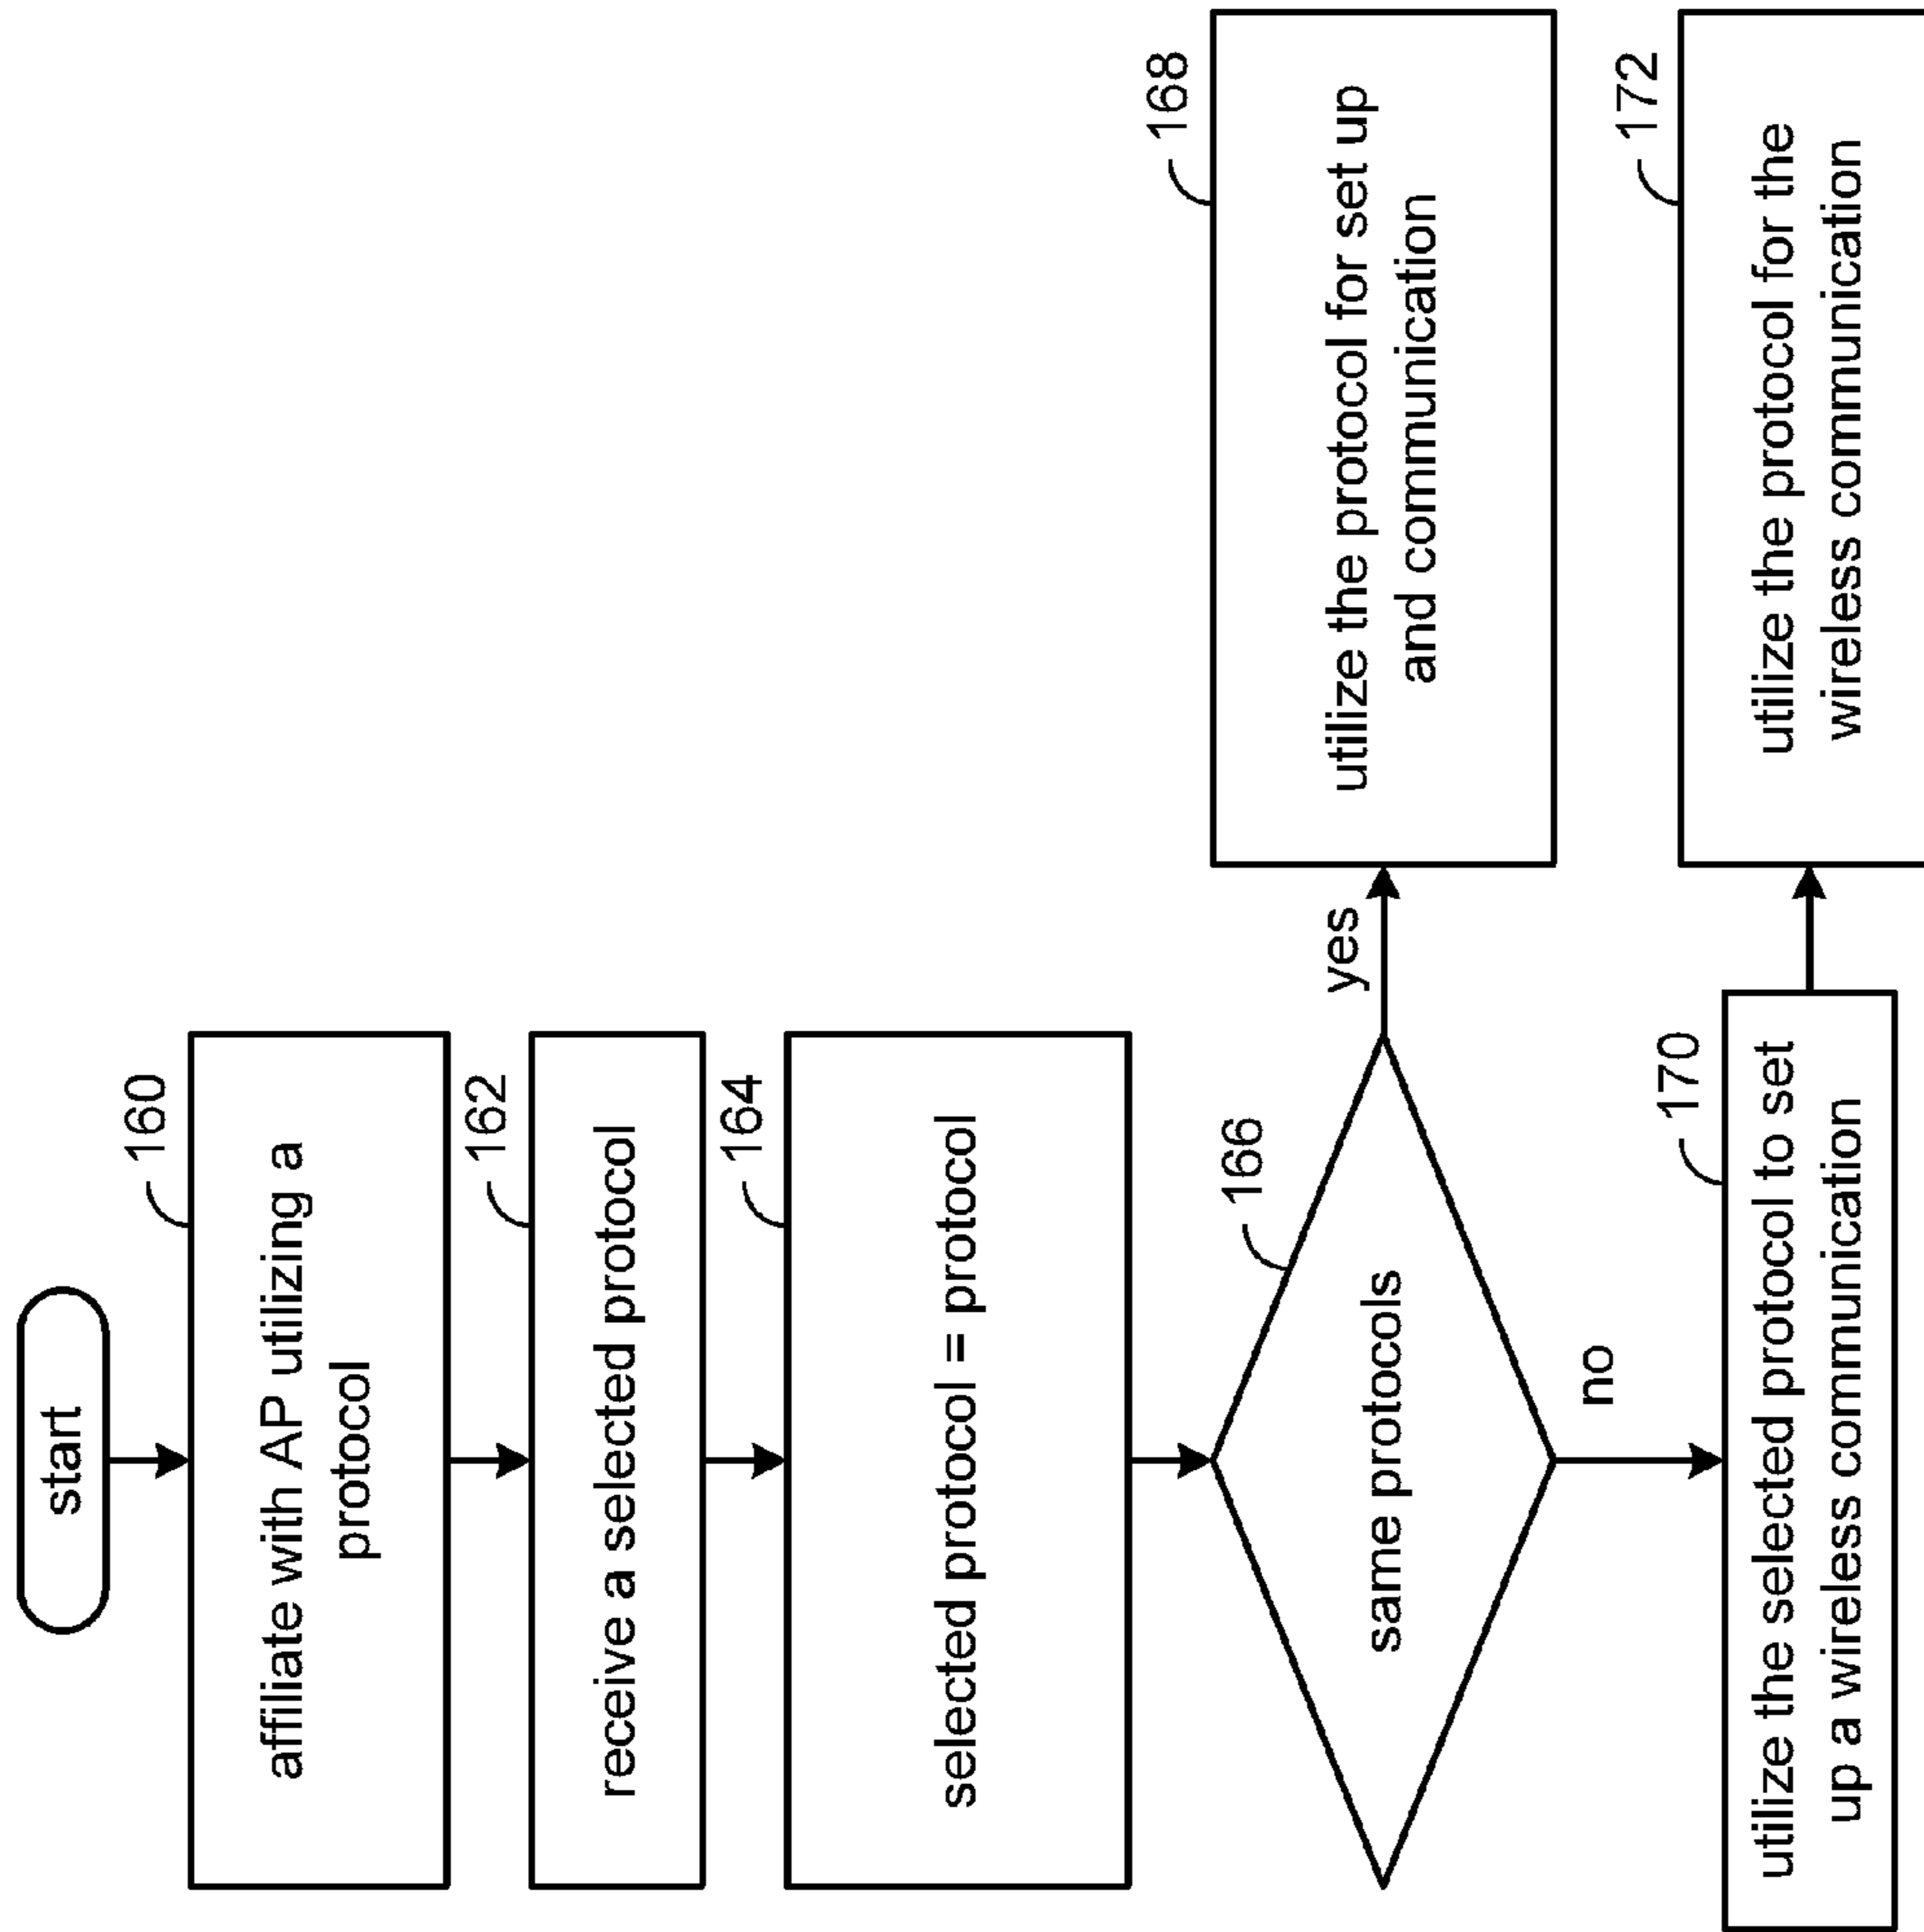 start
160
affiliate with AP utilizing a
protocol
162
receive a selected protocol
164
selected protocol = protocol
166
same protocols
yes
168
utilize the protocol for set up
and communication
no
170
utilize the selected protocol to set
up a wireless communication
172
utilize the protocol for the
wireless communication